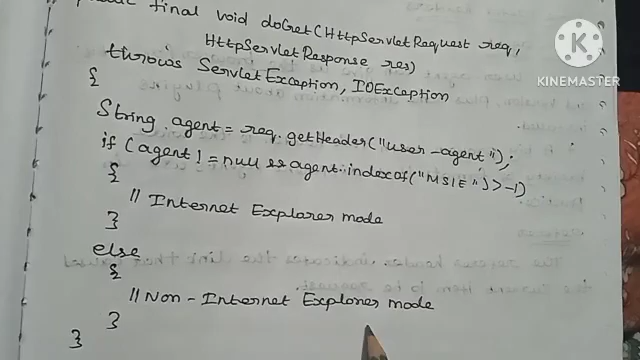 final void doGet(HttpServletRequest req,
HttpServletResponse res)
throws ServletException, IOException
{
String agent = req.getHeader("user-agent");
if (agent != null && agent.indexof("MSIE") >-1)
{
// Internet Explorer mode
}
else
{
// Non-Internet Explorer mode
}
}
KINEMASTER